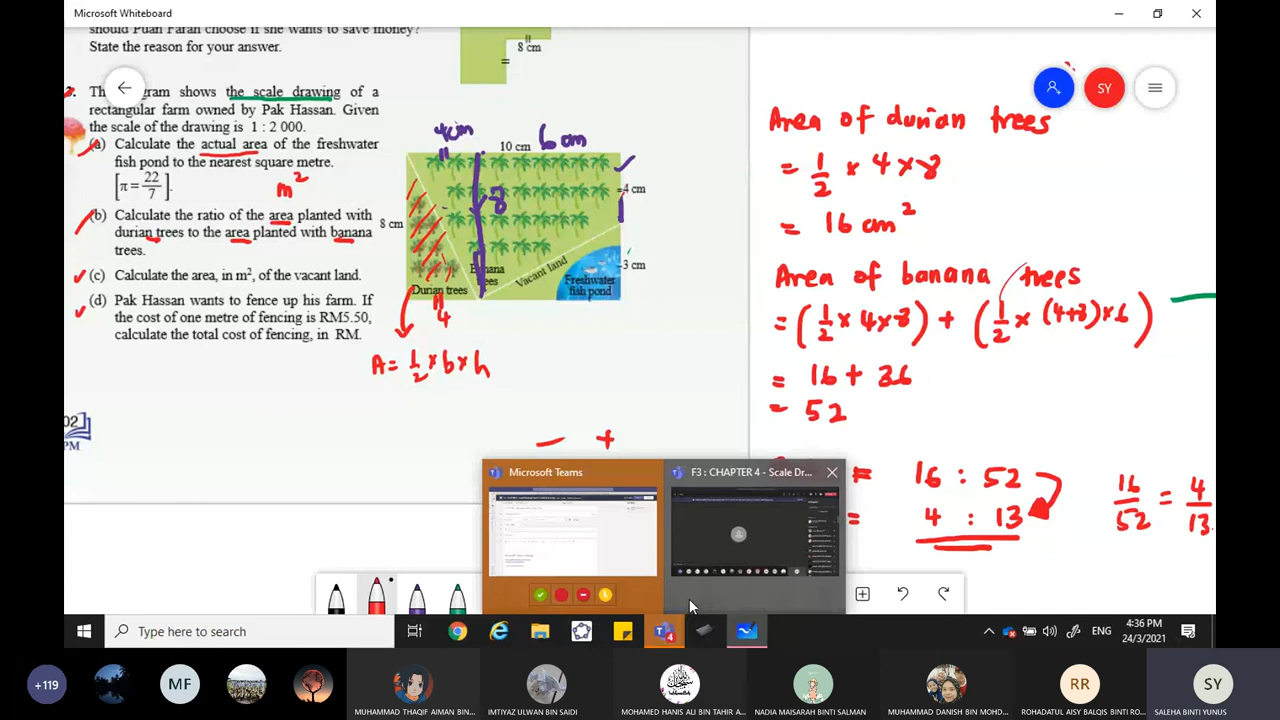 Microsoft Whiteboard
should Puan Farah choose if she wants to save money?
State the reason for your answer.
8 cm
=
gram shows the scale drawing of a
rectangular farm owned by Pak Hassan. Given
the scale of the drawing is 1 : 2 000.
(a) Calculate the actual area of the freshwater
fish pond to the nearest square metre.
[π = 22/7].
m²
(b) Calculate the ratio of the area planted with
durian trees to the area planted with banana
trees.
(c) Calculate the area, in m², of the vacant land.
(d) Pak Hassan wants to fence up his farm. If
the cost of one metre of fencing is RM5.50,
calculate the total cost of fencing, in RM.
4cm
10 cm
6cm
4 cm
8
8 cm
3 cm
Banana
trees
Vacant land
Freshwater
fish pond
Durian trees
4
A = 1/2 × b × h
02
PM
− +
SY
Area of durian trees
= 1/2 × 4 × 8
= 16 cm²
Area of banana trees
= (1/2 × 4 × 8) + (1/2 × (4+8) × 6)
= 16 + 36
= 52
= 16 : 52
= 4 : 13
16/52 = 4/13
Microsoft Teams
F3 : CHAPTER 4 - Scale Dr...
Type here to search
4
ENG
4:36 PM
24/3/2021
+119
MF
RR
SY
MUHAMMAD THAQIF AIMAN BIN...
IMTIYAZ ULWAN BIN SAIDI
MOHAMED HANIS ALI BIN TAHIR A...
NADIA MAISARAH BINTI SALMAN
MUHAMMAD DANISH BIN MOHD...
ROHADATUL AISY BALQIS BINTI RO...
SALEHA BINTI YUNUS